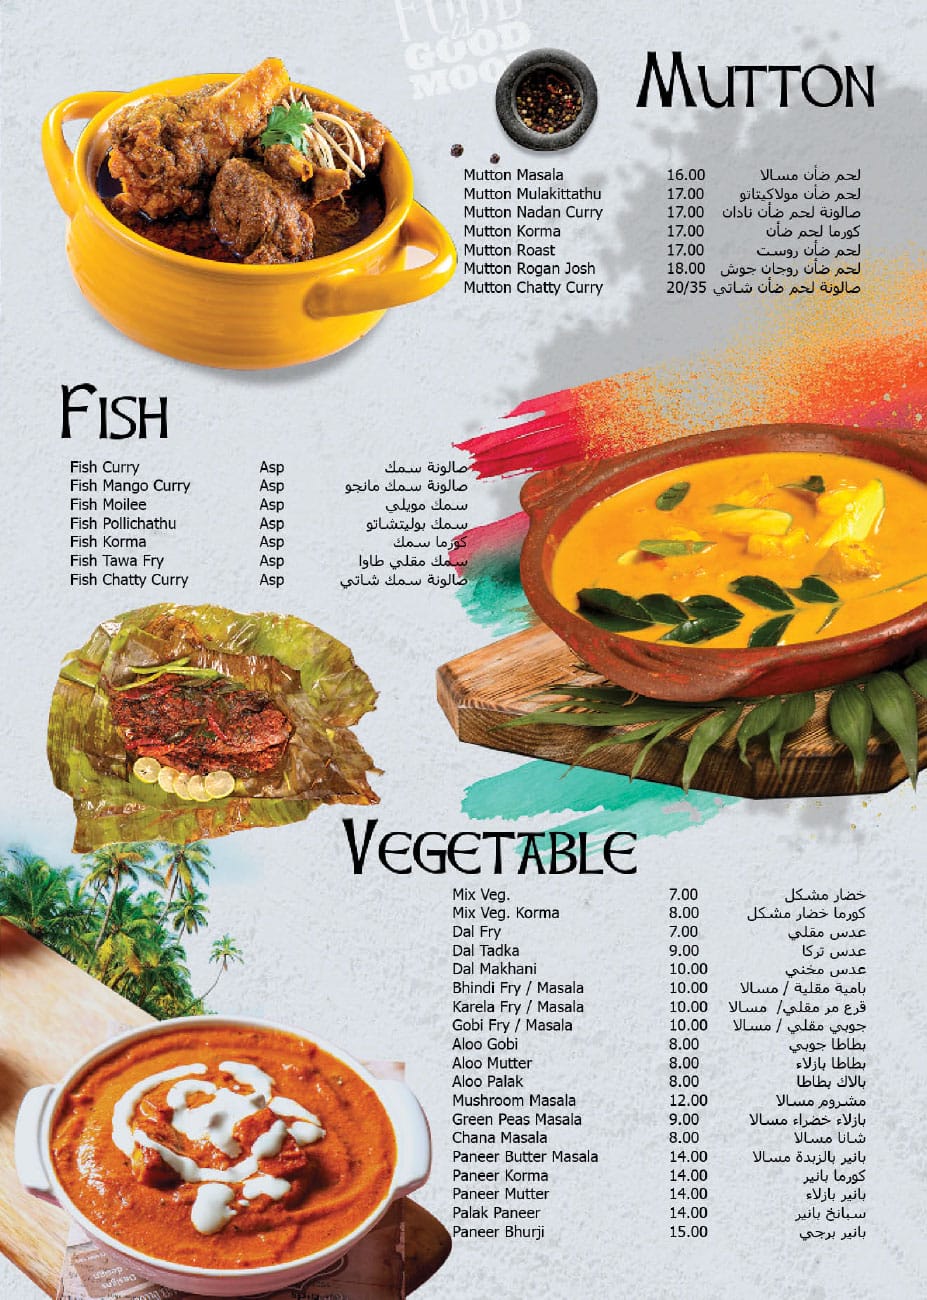 FOOD
is
GOOD
MOOD
MUTTON
Mutton Masala 16.00 لحم ضأن مسالا
Mutton Mulakittathu 17.00 لحم ضأن مولاكيتاتو
Mutton Nadan Curry 17.00 صالونة لحم ضأن نادان
Mutton Korma 17.00 كورما لحم ضأن
Mutton Roast 17.00 لحم ضأن روست
Mutton Rogan Josh 18.00 لحم ضأن روجان جوش
Mutton Chatty Curry 20/35 صالونة لحم ضأن شاتي
FISH
Fish Curry Asp صالونة سمك
Fish Mango Curry Asp صالونة سمك مانجو
Fish Moilee Asp سمك مويلي
Fish Pollichathu Asp سمك بوليتشاتو
Fish Korma Asp كورما سمك
Fish Tawa Fry Asp سمك مقلي طاوا
Fish Chatty Curry Asp صالونة سمك شاتي
VEGETABLE
Mix Veg. 7.00 خضار مشكل
Mix Veg. Korma 8.00 كورما خضار مشكل
Dal Fry 7.00 عدس مقلي
Dal Tadka 9.00 عدس تركا
Dal Makhani 10.00 عدس مخني
Bhindi Fry / Masala 10.00 بامية مقلية / مسالا
Karela Fry / Masala 10.00 قرع مر مقلي/ مسالا
Gobi Fry / Masala 10.00 جوبي مقلي / مسالا
Aloo Gobi 8.00 بطاطا جوبي
Aloo Mutter 8.00 بطاطا بازلاء
Aloo Palak 8.00 بالاك بطاطا
Mushroom Masala 12.00 مشروم مسالا
Green Peas Masala 9.00 بازلاء خضراء مسالا
Chana Masala 8.00 شانا مسالا
Paneer Butter Masala 14.00 بانير بالزبدة مسالا
Paneer Korma 14.00 كورما بانير
Paneer Mutter 14.00 بانير بازلاء
Palak Paneer 14.00 سبانخ بانير
Paneer Bhurji 15.00 بانير برجي